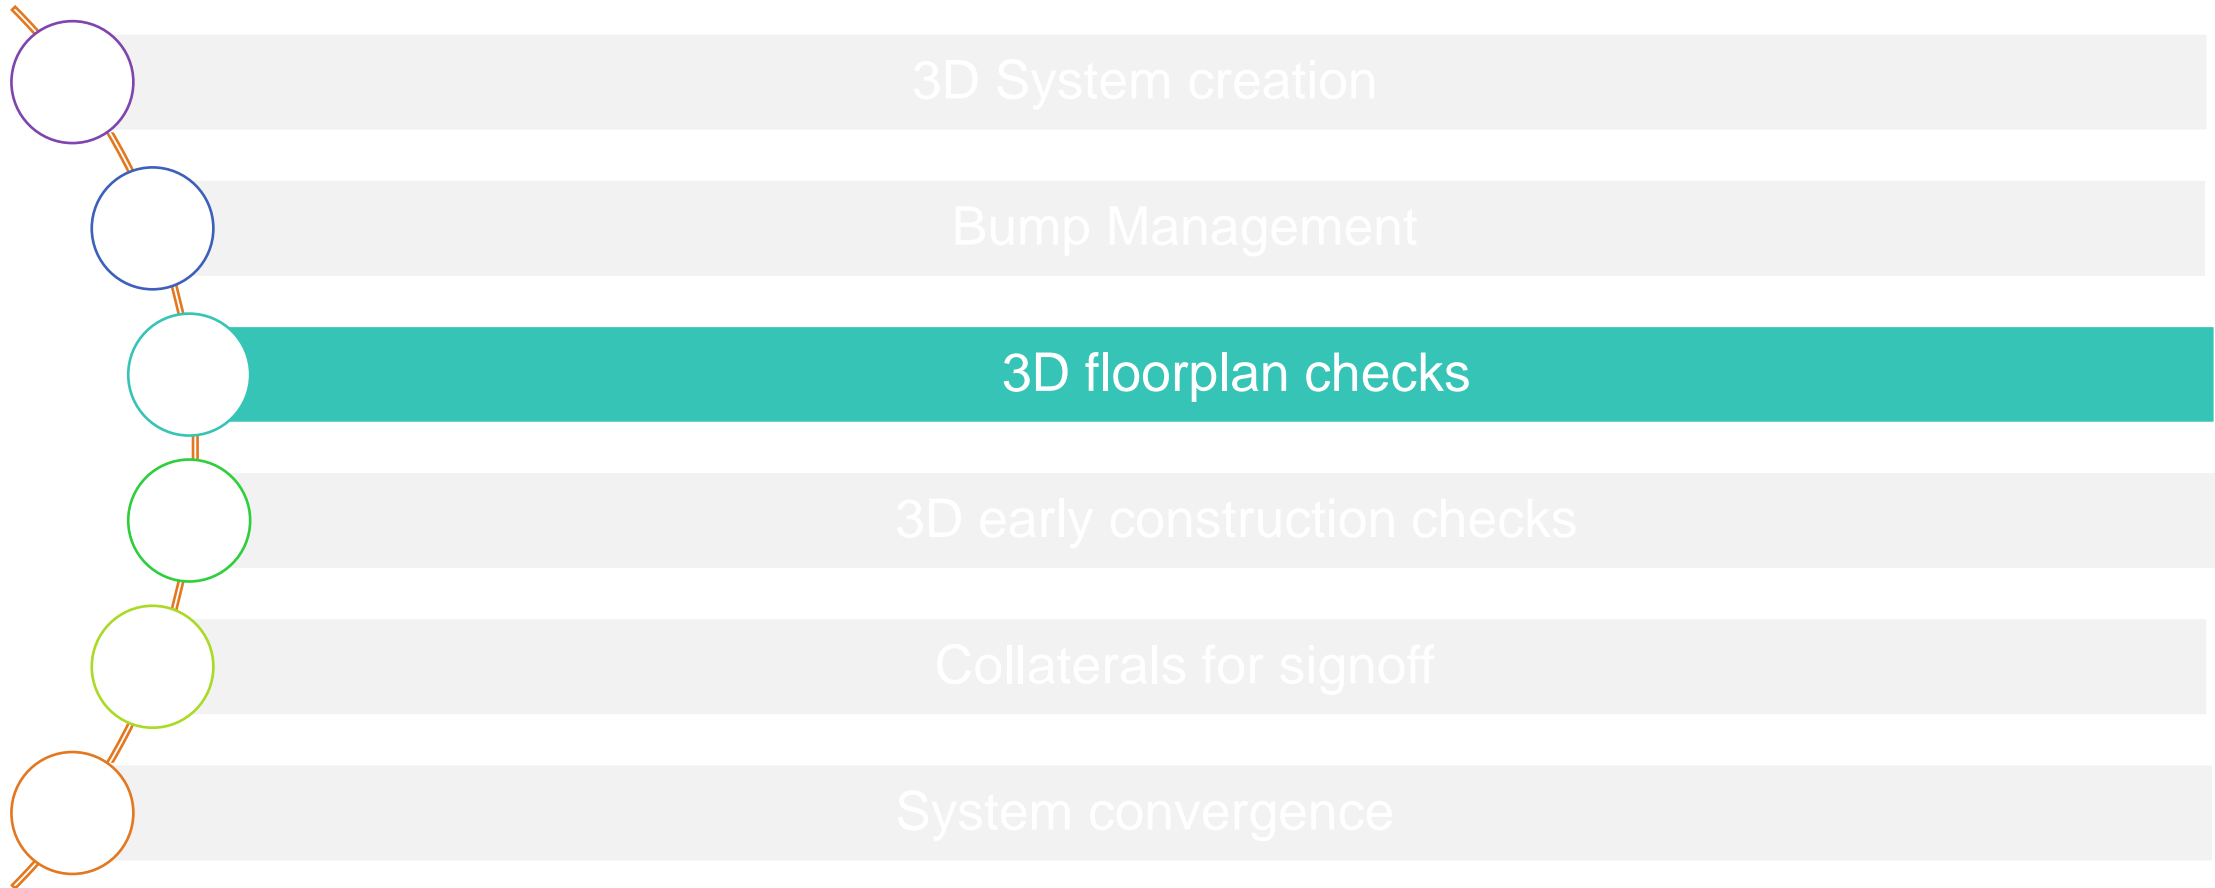 3D System creation
Bump Management
3D floorplan checks
3D early construction checks
Collaterals for signoff
System convergence